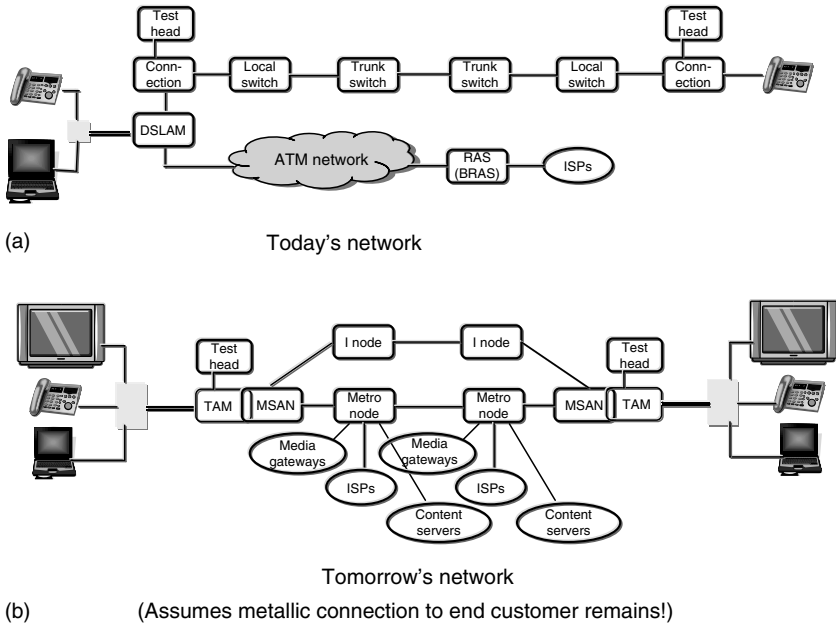 Test
head
Test
head
Conn-
ection
Local
switch
Trunk
switch
Trunk
switch
Local
switch
Conn-
ection
DSLAM
ATM network
RAS
(BRAS)
ISPs
(a)
Today's network
I node
I node
Test
head
Test
head
TAM
MSAN
Metro
node
Metro
node
MSAN
TAM
Media
gateways
Media
gateways
ISPs
ISPs
Content
servers
Content
servers
Tomorrow's network
(b)
(Assumes metallic connection to end customer remains!)